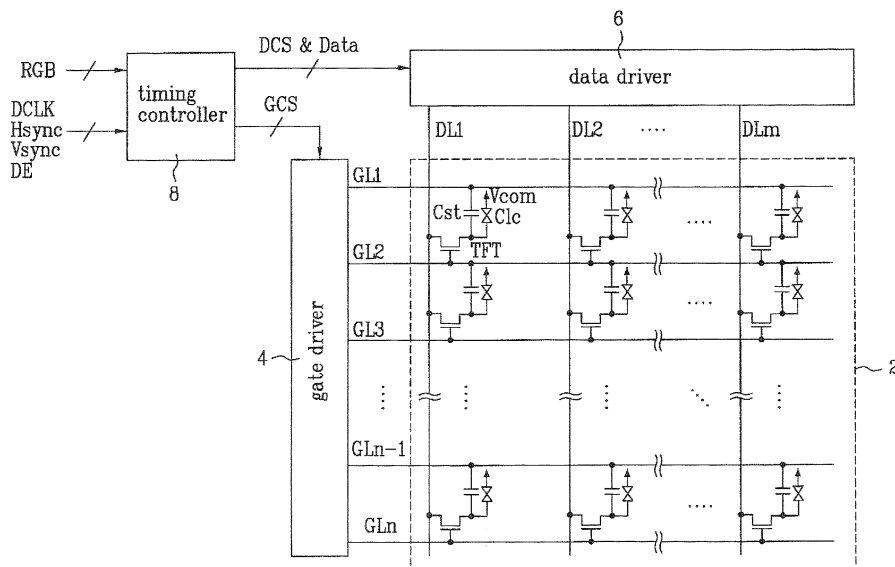 6
DCS & Data
data driver
RGB
timing
controller
DCLK
Hsync
Vsync
DE
GCS
8
DL1
DL2
....
DLm
GL1
Vcom
Cst
Clc
....
GL2
TFT
....
GL3
4
gate driver
2
GLn-1
....
GLn